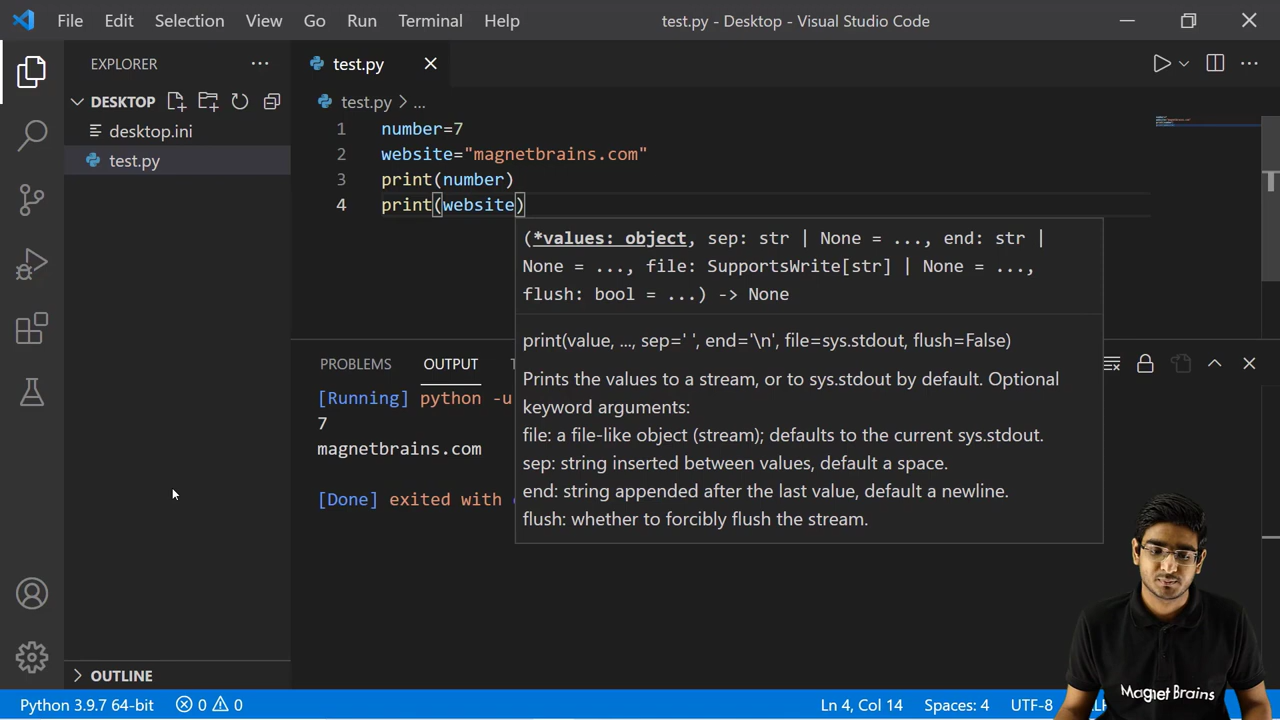 File Edit Selection View Go Run Terminal Help test.py - Desktop - Visual Studio Code
EXPLORER ...
DESKTOP
desktop.ini
test.py
test.py
test.py > ...
1 number=7
2 website="magnetbrains.com"
3 print(number)
4 print(website)
(*values: object, sep: str | None = ..., end: str |
None = ..., file: SupportsWrite[str] | None = ...,
flush: bool = ...) -> None
print(value, ..., sep=' ', end='\n', file=sys.stdout, flush=False)
Prints the values to a stream, or to sys.stdout by default. Optional
keyword arguments:
file: a file-like object (stream); defaults to the current sys.stdout.
sep: string inserted between values, default a space.
end: string appended after the last value, default a newline.
flush: whether to forcibly flush the stream.
PROBLEMS OUTPUT
[Running] python -u
7
magnetbrains.com
[Done] exited with
OUTLINE
Magnet Brains
Python 3.9.7 64-bit 0 0 Ln 4, Col 14 Spaces: 4 UTF-8